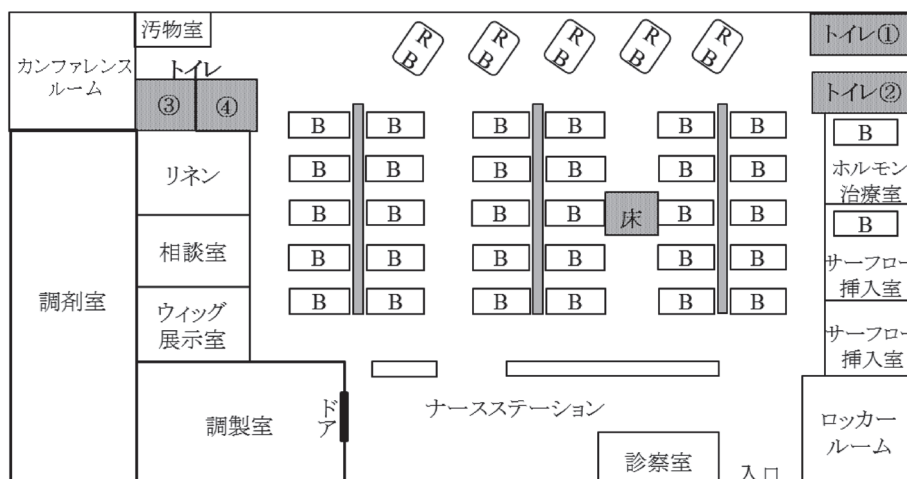 汚物室
カンファレンス
ルーム
トイレ
③
④
R
B
R
B
R
B
R
B
R
B
トイレ①
トイレ②
B
B
B
B
B
B
B
ホルモン
治療室
リネン
B
B
B
B
B
B
B
B
B
B
B
B
床
B
B
B
サーフロー
挿入室
相談室
B
B
B
B
B
B
調剤室
ウィッグ
展示室
B
B
B
B
B
B
サーフロー
挿入室
調製室
ドア
ナースステーション
診察室
入口
ロッカー
ルーム